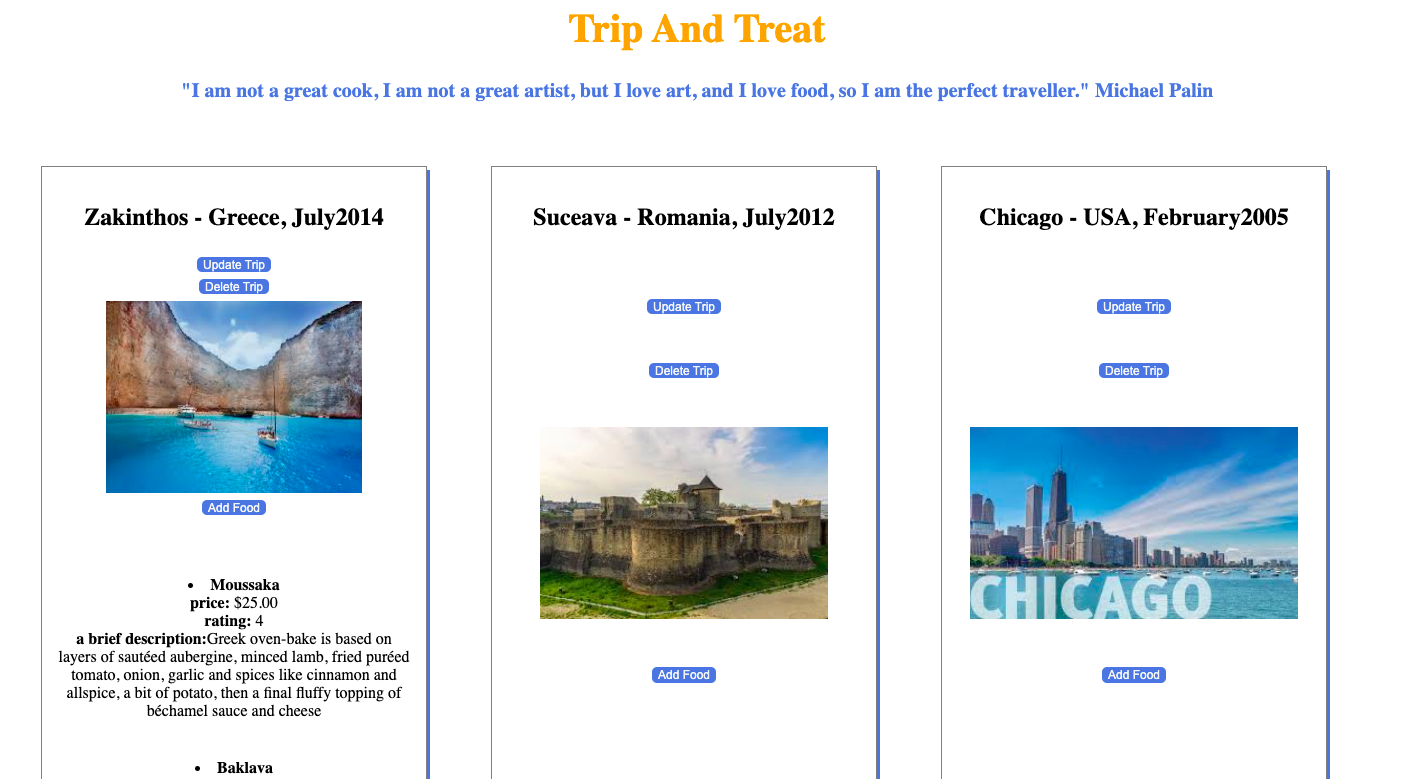 Trip And Treat
"I am not a great cook, I am not a great artist, but I love art, and I love food, so I am the perfect traveller." Michael Palin
Zakinthos - Greece, July2014
Update Trip
Delete Trip
Add Food
• Moussaka
price: $25.00
rating: 4
a brief description:Greek oven-bake is based on
layers of sautéed aubergine, minced lamb, fried puréed
tomato, onion, garlic and spices like cinnamon and
allspice, a bit of potato, then a final fluffy topping of
béchamel sauce and cheese
• Baklava
Suceava - Romania, July2012
Update Trip
Delete Trip
Add Food
Chicago - USA, February2005
Update Trip
Delete Trip
CHICAGO
Add Food